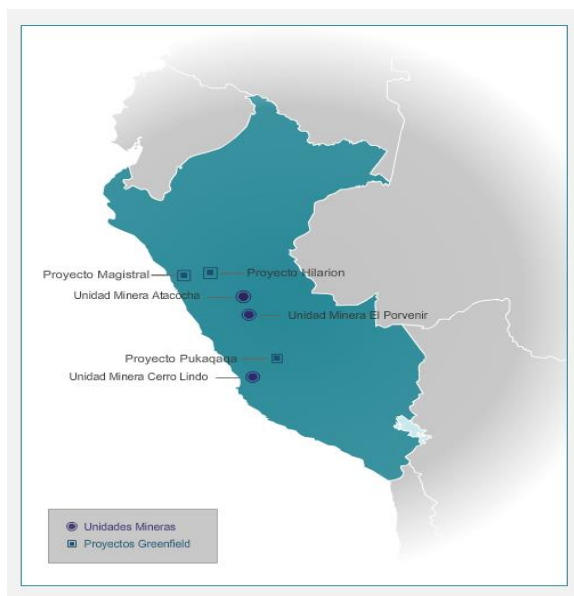 Proyecto Magistral
Proyecto Hilarion
Unidad Minera Atacocha
Unidad Minera El Porvenir
Proyecto Pukaqaqa
Unidad Minera Cerro Lindo
Unidades Mineras
Proyectos Greenfield